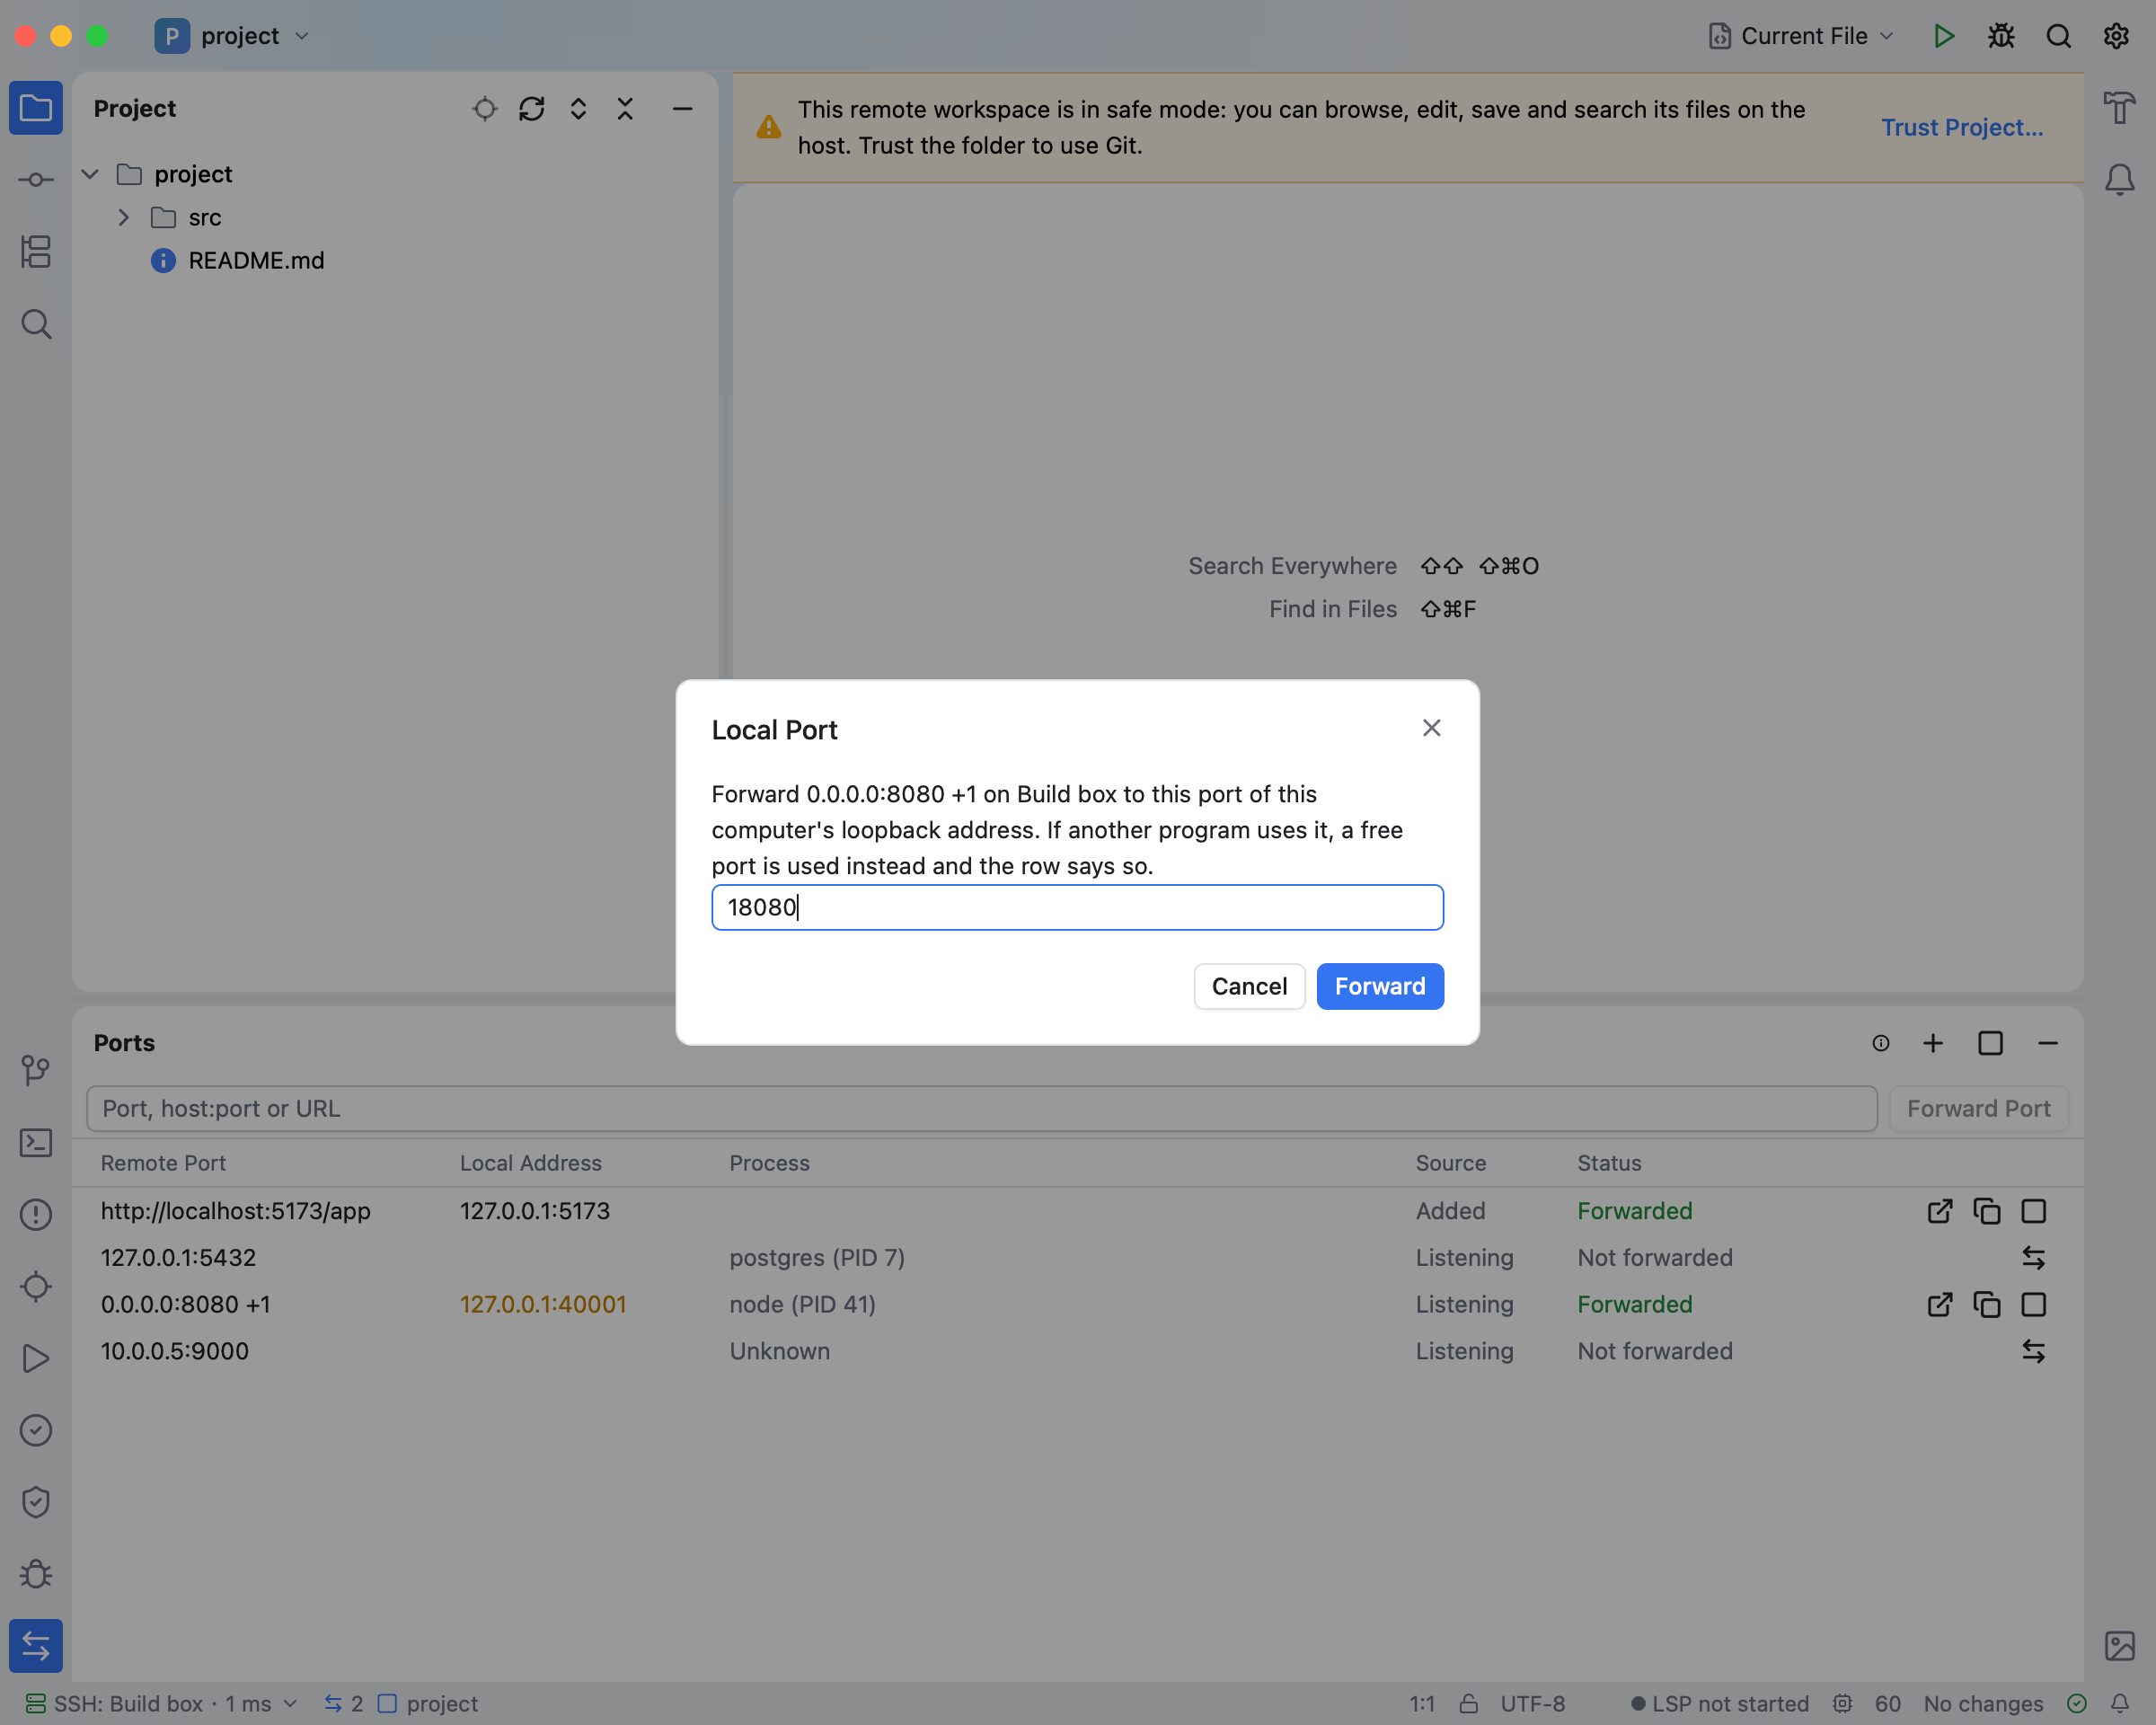 P project
Current File
Project
project
src
README.md
This remote workspace is in safe mode: you can browse, edit, save and search its files on the
host. Trust the folder to use Git.
Trust Project...
Search Everywhere ⇧⇧ ⇧⌘O
Find in Files ⇧⌘F
Local Port
Forward 0.0.0.0:8080 +1 on Build box to this port of this
computer's loopback address. If another program uses it, a free
port is used instead and the row says so.
18080
Cancel Forward
Ports
Port, host:port or URL Forward Port
Remote Port Local Address Process Source Status
http://localhost:5173/app 127.0.0.1:5173 Added Forwarded
127.0.0.1:5432 postgres (PID 7) Listening Not forwarded
0.0.0.0:8080 +1 127.0.0.1:40001 node (PID 41) Listening Forwarded
10.0.0.5:9000 Unknown Listening Not forwarded
SSH: Build box · 1 ms 2 project 1:1 UTF-8 LSP not started 60 No changes